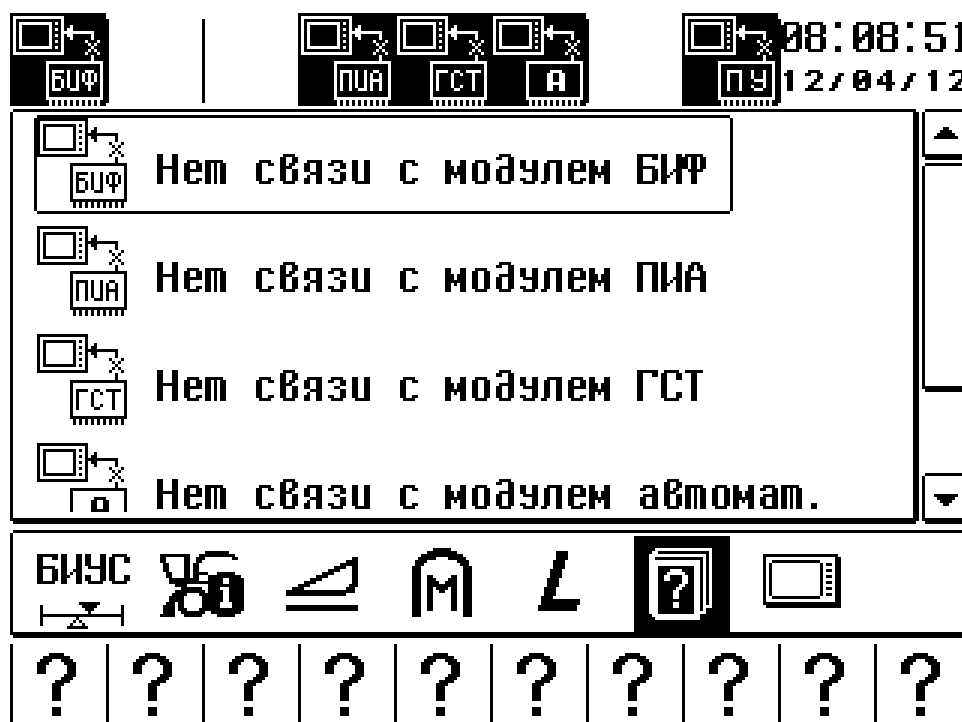 БИФ ПИА ГСТ А ПУ 08:08:51
12/04/12
БИФ Нет связи с модулем БИФ
ПИА Нет связи с модулем ПИА
ГСТ Нет связи с модулем ГСТ
А Нет связи с модулем автомат.
БИУС i М L ?
? ? ? ? ? ? ? ? ? ?